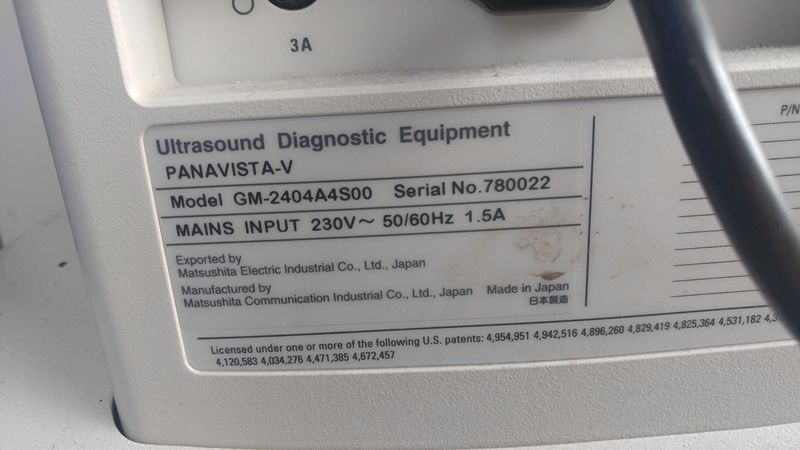 3A
Ultrasound Diagnostic Equipment
PANAVISTA-V
Model GM-2404A4S00 Serial No.780022
MAINS INPUT 230V～ 50/60Hz 1.5A
Exported by
Matsushita Electric Industrial Co., Ltd., Japan
Manufactured by
Matsushita Communication Industrial Co., Ltd., Japan Made in Japan
日本製造
P/N
Licensed under one or more of the following U.S. patents: 4,954,951 4,942,516 4,896,260 4,829,419 4,825,364 4,531,182
4,120,583 4,034,276 4,471,385 4,672,457